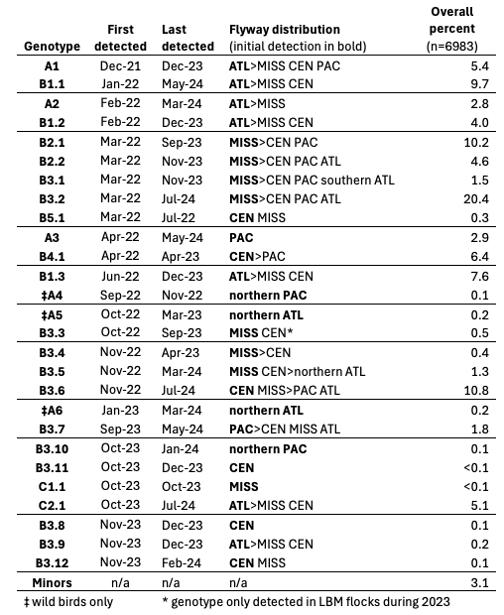 Overall
First Last Flyway distribution percent
Genotype detected detected (initial detection in bold) (n=6983)
A1 Dec-21 Dec-23 ATL>MISS CEN PAC 5.4
B1.1 Jan-22 May-24 ATL>MISS CEN 9.7
A2 Feb-22 Mar-24 ATL>MISS 2.8
B1.2 Feb-22 Dec-23 ATL>MISS CEN 4.0
B2.1 Mar-22 Sep-23 MISS>CEN PAC 10.2
B2.2 Mar-22 Nov-23 MISS>CEN PAC ATL 4.6
B3.1 Mar-22 Nov-23 MISS>CEN PAC southern ATL 1.5
B3.2 Mar-22 Jul-24 MISS>CEN PAC ATL 20.4
B5.1 Mar-22 Jul-22 CEN MISS 0.3
A3 Apr-22 May-24 PAC 2.9
B4.1 Apr-22 Apr-23 CEN>PAC 6.4
B1.3 Jun-22 Dec-23 ATL>MISS CEN 7.6
‡A4 Sep-22 Nov-22 northern PAC 0.1
‡A5 Oct-22 Mar-23 northern ATL 0.2
B3.3 Oct-22 Sep-23 MISS CEN* 0.5
B3.4 Nov-22 Apr-23 MISS>CEN 0.4
B3.5 Nov-22 Mar-24 MISS CEN>northern ATL 1.3
B3.6 Nov-22 Jul-24 CEN MISS>PAC ATL 10.8
‡A6 Jan-23 Mar-24 northern ATL 0.2
B3.7 Sep-23 May-24 PAC>CEN MISS ATL 1.8
B3.10 Oct-23 Jan-24 northern PAC 0.1
B3.11 Oct-23 Dec-23 CEN <0.1
C1.1 Oct-23 Oct-23 MISS <0.1
C2.1 Oct-23 Jul-24 ATL>MISS CEN 5.1
B3.8 Nov-23 Dec-23 CEN 0.1
B3.9 Nov-23 Dec-23 ATL>MISS CEN 0.2
B3.12 Nov-23 Feb-24 CEN MISS 0.1
Minors n/a n/a n/a 3.1
‡ wild birds only * genotype only detected in LBM flocks during 2023